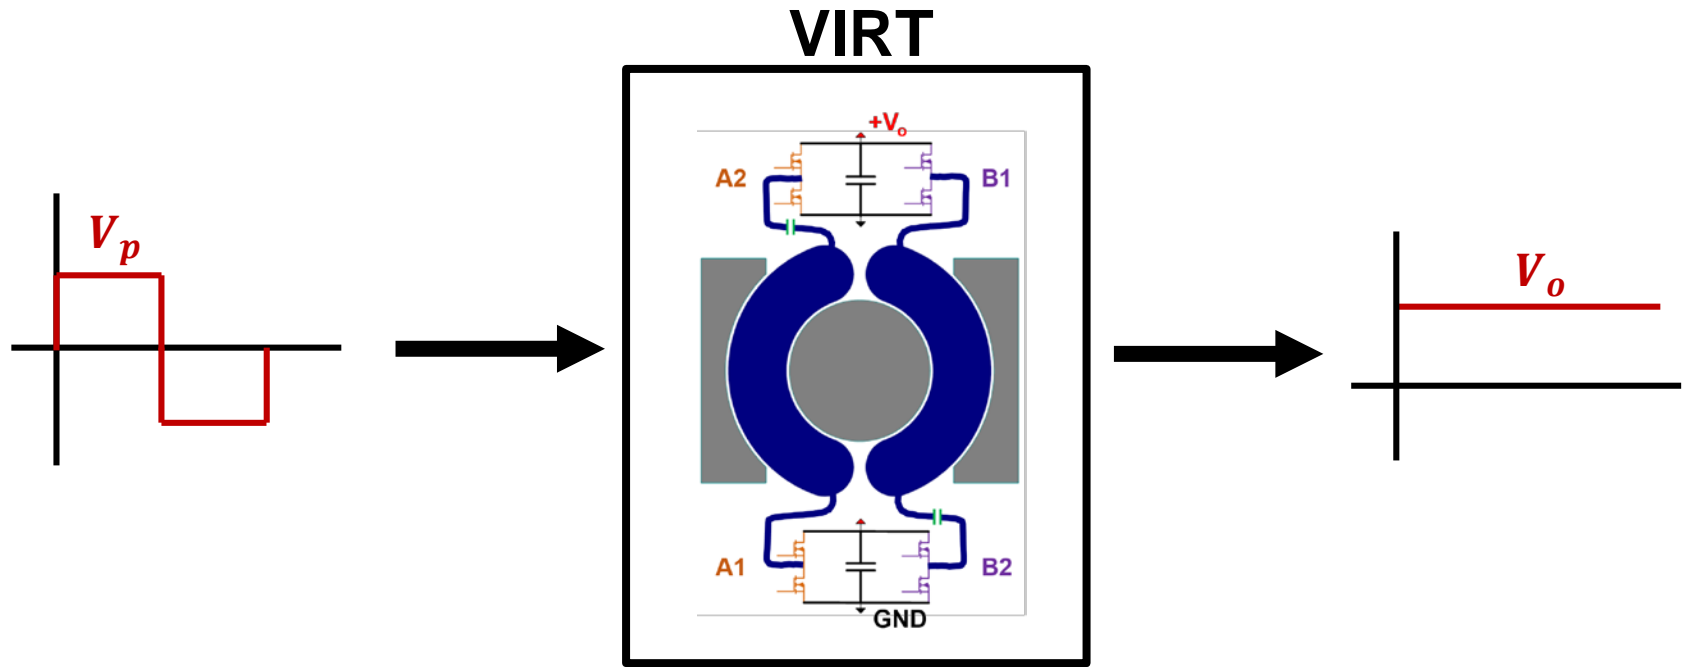 VIRT
+Vₒ
A2
B1
Vₚ
Vₒ
A1
B2
GND